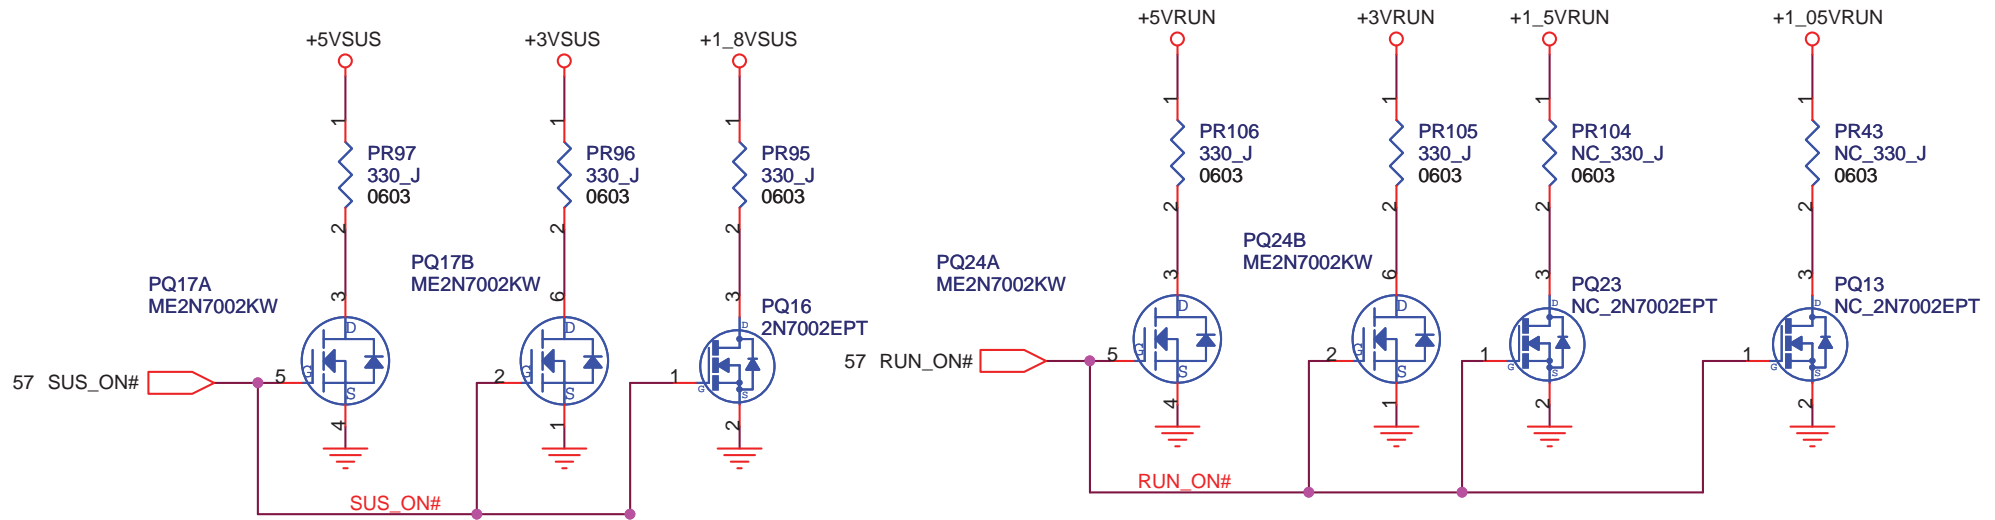 +5VSUS
1
PR97
330_J
0603
2
PQ17A
ME2N7002KW
3
D
G
S
5
4
57 SUS_ON#
+3VSUS
1
PR96
330_J
0603
2
PQ17B
ME2N7002KW
6
D
G
S
2
1
+1_8VSUS
1
PR95
330_J
0603
2
3
PQ16
2N7002EPT
D
G
S
1
2
SUS_ON#
+5VRUN
1
PR106
330_J
0603
2
PQ24A
ME2N7002KW
3
D
G
S
5
4
57 RUN_ON#
+3VRUN
1
PR105
330_J
0603
2
PQ24B
ME2N7002KW
6
D
G
S
2
1
+1_5VRUN
1
PR104
NC_330_J
0603
2
3
PQ23
NC_2N7002EPT
D
G
S
1
2
+1_05VRUN
1
PR43
NC_330_J
0603
2
3
PQ13
NC_2N7002EPT
D
G
S
1
2
RUN_ON#